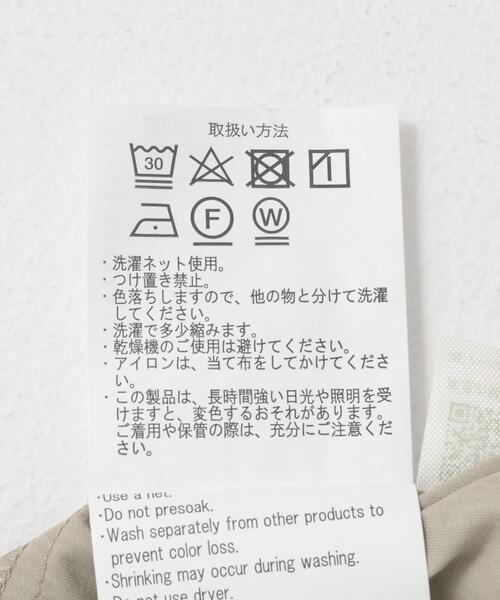 取扱い方法
30
F W
・洗濯ネット使用。
・つけ置き禁止。
・色落ちしますので、他の物と分けて洗濯
してください。
・洗濯で多少縮みます。
・乾燥機のご使用は避けてください。
・アイロンは、当て布をしてかけてくださ
い。
・この製品は、長時間強い日光や照明を受
けますと、変色するおそれがあります。
ご着用や保管の際は、充分にご注意くだ
さい。
・Use a net.
・Do not presoak.
・Wash separately from other products to
prevent color loss.
・Shrinking may occur during washing.
・Do not use dryer.